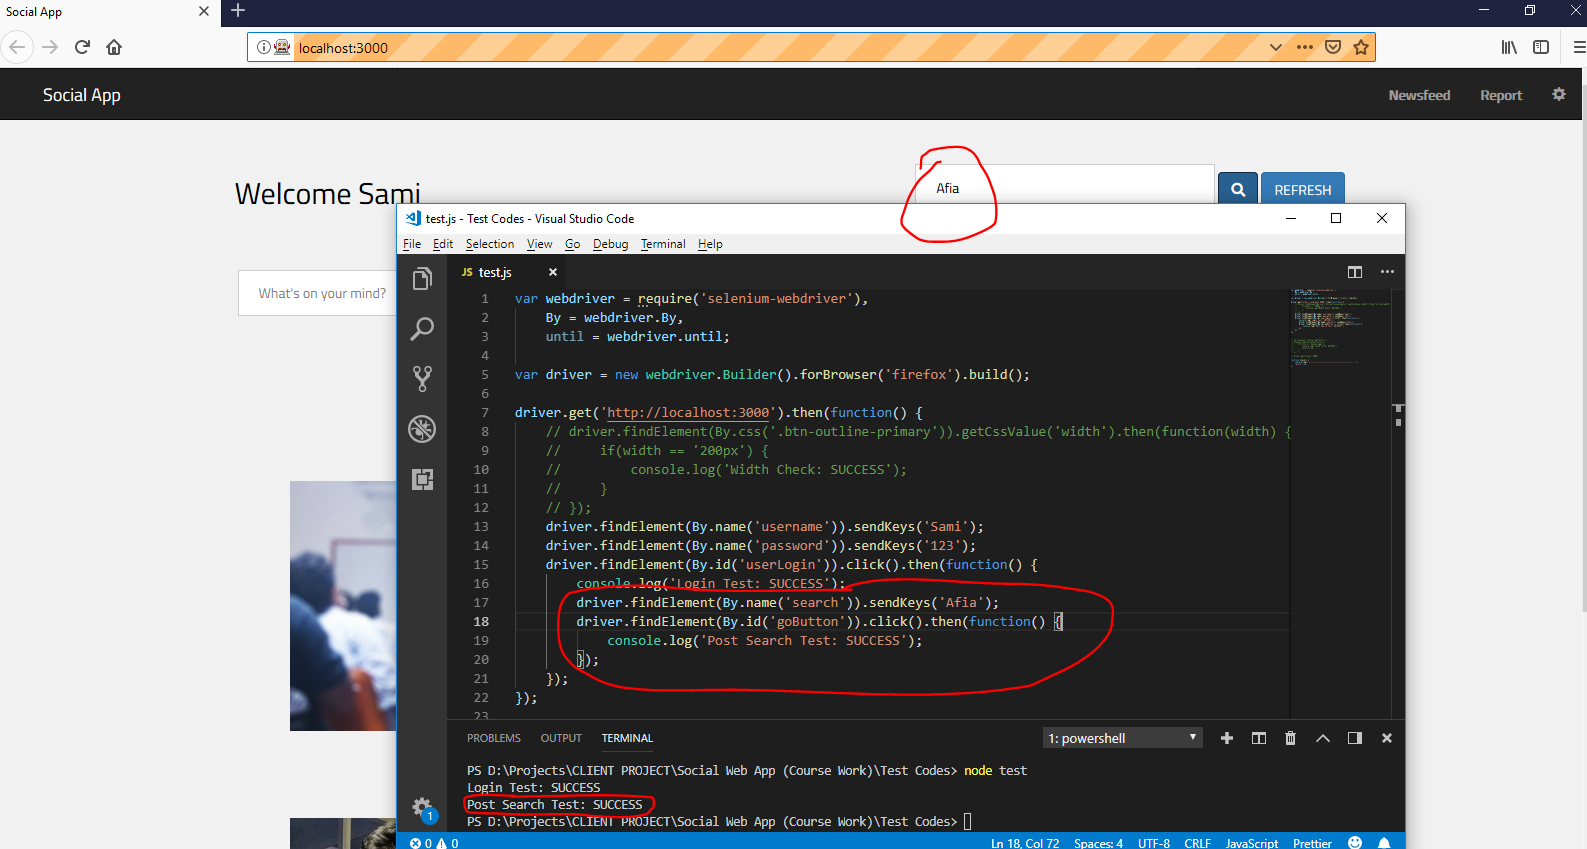 Social App
localhost:3000
Social App
Newsfeed
Report
Welcome Sami
Afia
REFRESH
What's on your mind?
test.js - Test Codes - Visual Studio Code
File Edit Selection View Go Debug Terminal Help
JS test.js
1 var webdriver = require('selenium-webdriver'),
2 By = webdriver.By,
3 until = webdriver.until;
4
5 var driver = new webdriver.Builder().forBrowser('firefox').build();
6
7 driver.get('http://localhost:3000').then(function() {
8 // driver.findElement(By.css('.btn-outline-primary')).getCssValue('width').then(function(width) {
9 // if(width == '200px') {
10 // console.log('Width Check: SUCCESS');
11 // }
12 // });
13 driver.findElement(By.name('username')).sendKeys('Sami');
14 driver.findElement(By.name('password')).sendKeys('123');
15 driver.findElement(By.id('userLogin')).click().then(function() {
16 console.log('Login Test: SUCCESS');
17 driver.findElement(By.name('search')).sendKeys('Afia');
18 driver.findElement(By.id('goButton')).click().then(function() {
19 console.log('Post Search Test: SUCCESS');
20 });
21 });
22 });
23
PROBLEMS OUTPUT TERMINAL
1: powershell
PS D:\Projects\CLIENT PROJECT\Social Web App (Course Work)\Test Codes> node test
Login Test: SUCCESS
Post Search Test: SUCCESS
PS D:\Projects\CLIENT PROJECT\Social Web App (Course Work)\Test Codes>
1
0 0 Ln 18, Col 72 Spaces: 4 UTF-8 CRLF JavaScript Prettier